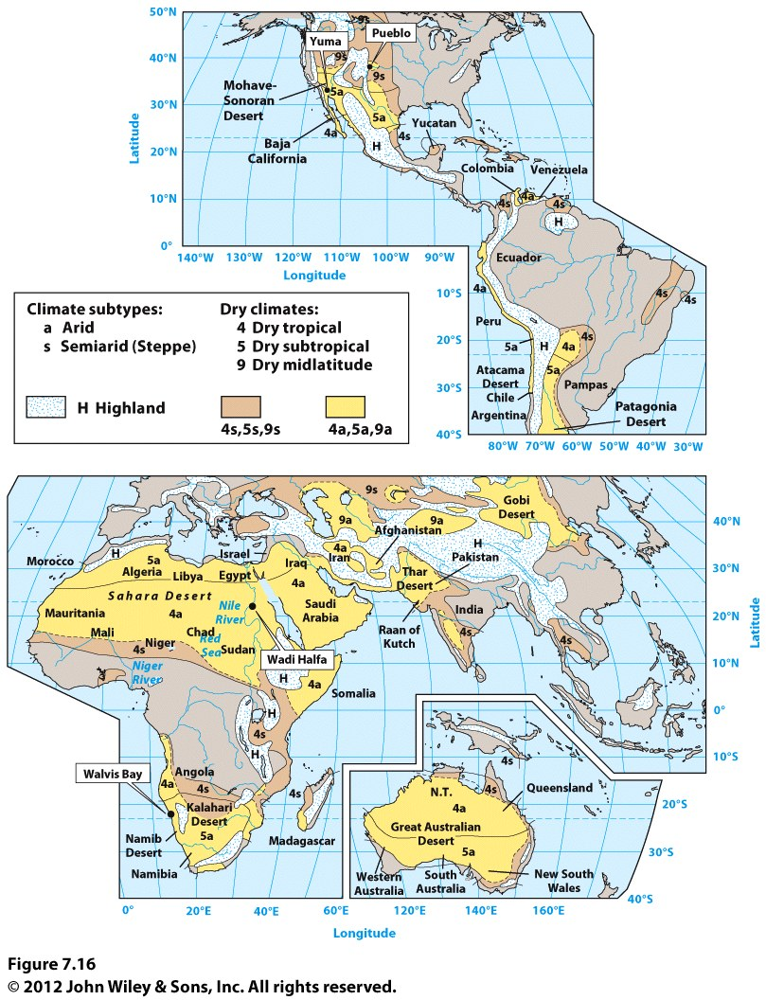 50°N
9s
Yuma
Pueblo
9s
9s
40°N
Mohave-
Sonoran
Desert
5a
30°N
5a
Latitude
Yucatan
4a
4s
Baja
California
H
20°N
Colombia
Venezuela
4s
4a
4s
10°N
H
0°
140°W 130°W 120°W 110°W 100°W 90°W
Longitude
Ecuador
10°S
4a
4s
4s
Peru
20°S
5a
H
4a
4s
5a
Atacama
Desert
Chile
Argentina
Pampas
30°S
Patagonia
Desert
40°S
80°W 70°W 60°W 50°W 40°W 30°W
Climate subtypes:
a Arid
s Semiarid (Steppe)
Dry climates:
4 Dry tropical
5 Dry subtropical
9 Dry midlatitude
H Highland
4s,5s,9s
4a,5a,9a
9s
Gobi
Desert
9a
9a
40°N
Afghanistan
Morocco
H
5a
Algeria
Libya
Egypt
Israel
Iraq
4a
Iran
H
Pakistan
30°N
4a
Thar
Desert
Sahara Desert
Nile
River
Saudi
Arabia
India
Mauritania
4a
20°N
Latitude
Mali
Niger
Chad
Red
Sea
Sudan
Raan of
Kutch
4s
4s
4s
Niger
River
Wadi Halfa
10°N
H
4a
Somalia
H
0°
4s
H
10°S
Walvis Bay
Angola
4a
4s
4s
4s
N.T.
4s
Queensland
4a
20°S
Kalahari
Desert
5a
Great Australian
Desert
Namib
Desert
Madagascar
5a
30°S
Namibia
Western
Australia
South
Australia
New South
Wales
40°S
0° 20°E 40°E 60°E 120°E 140°E 160°E
Longitude
Figure 7.16
© 2012 John Wiley & Sons, Inc. All rights reserved.